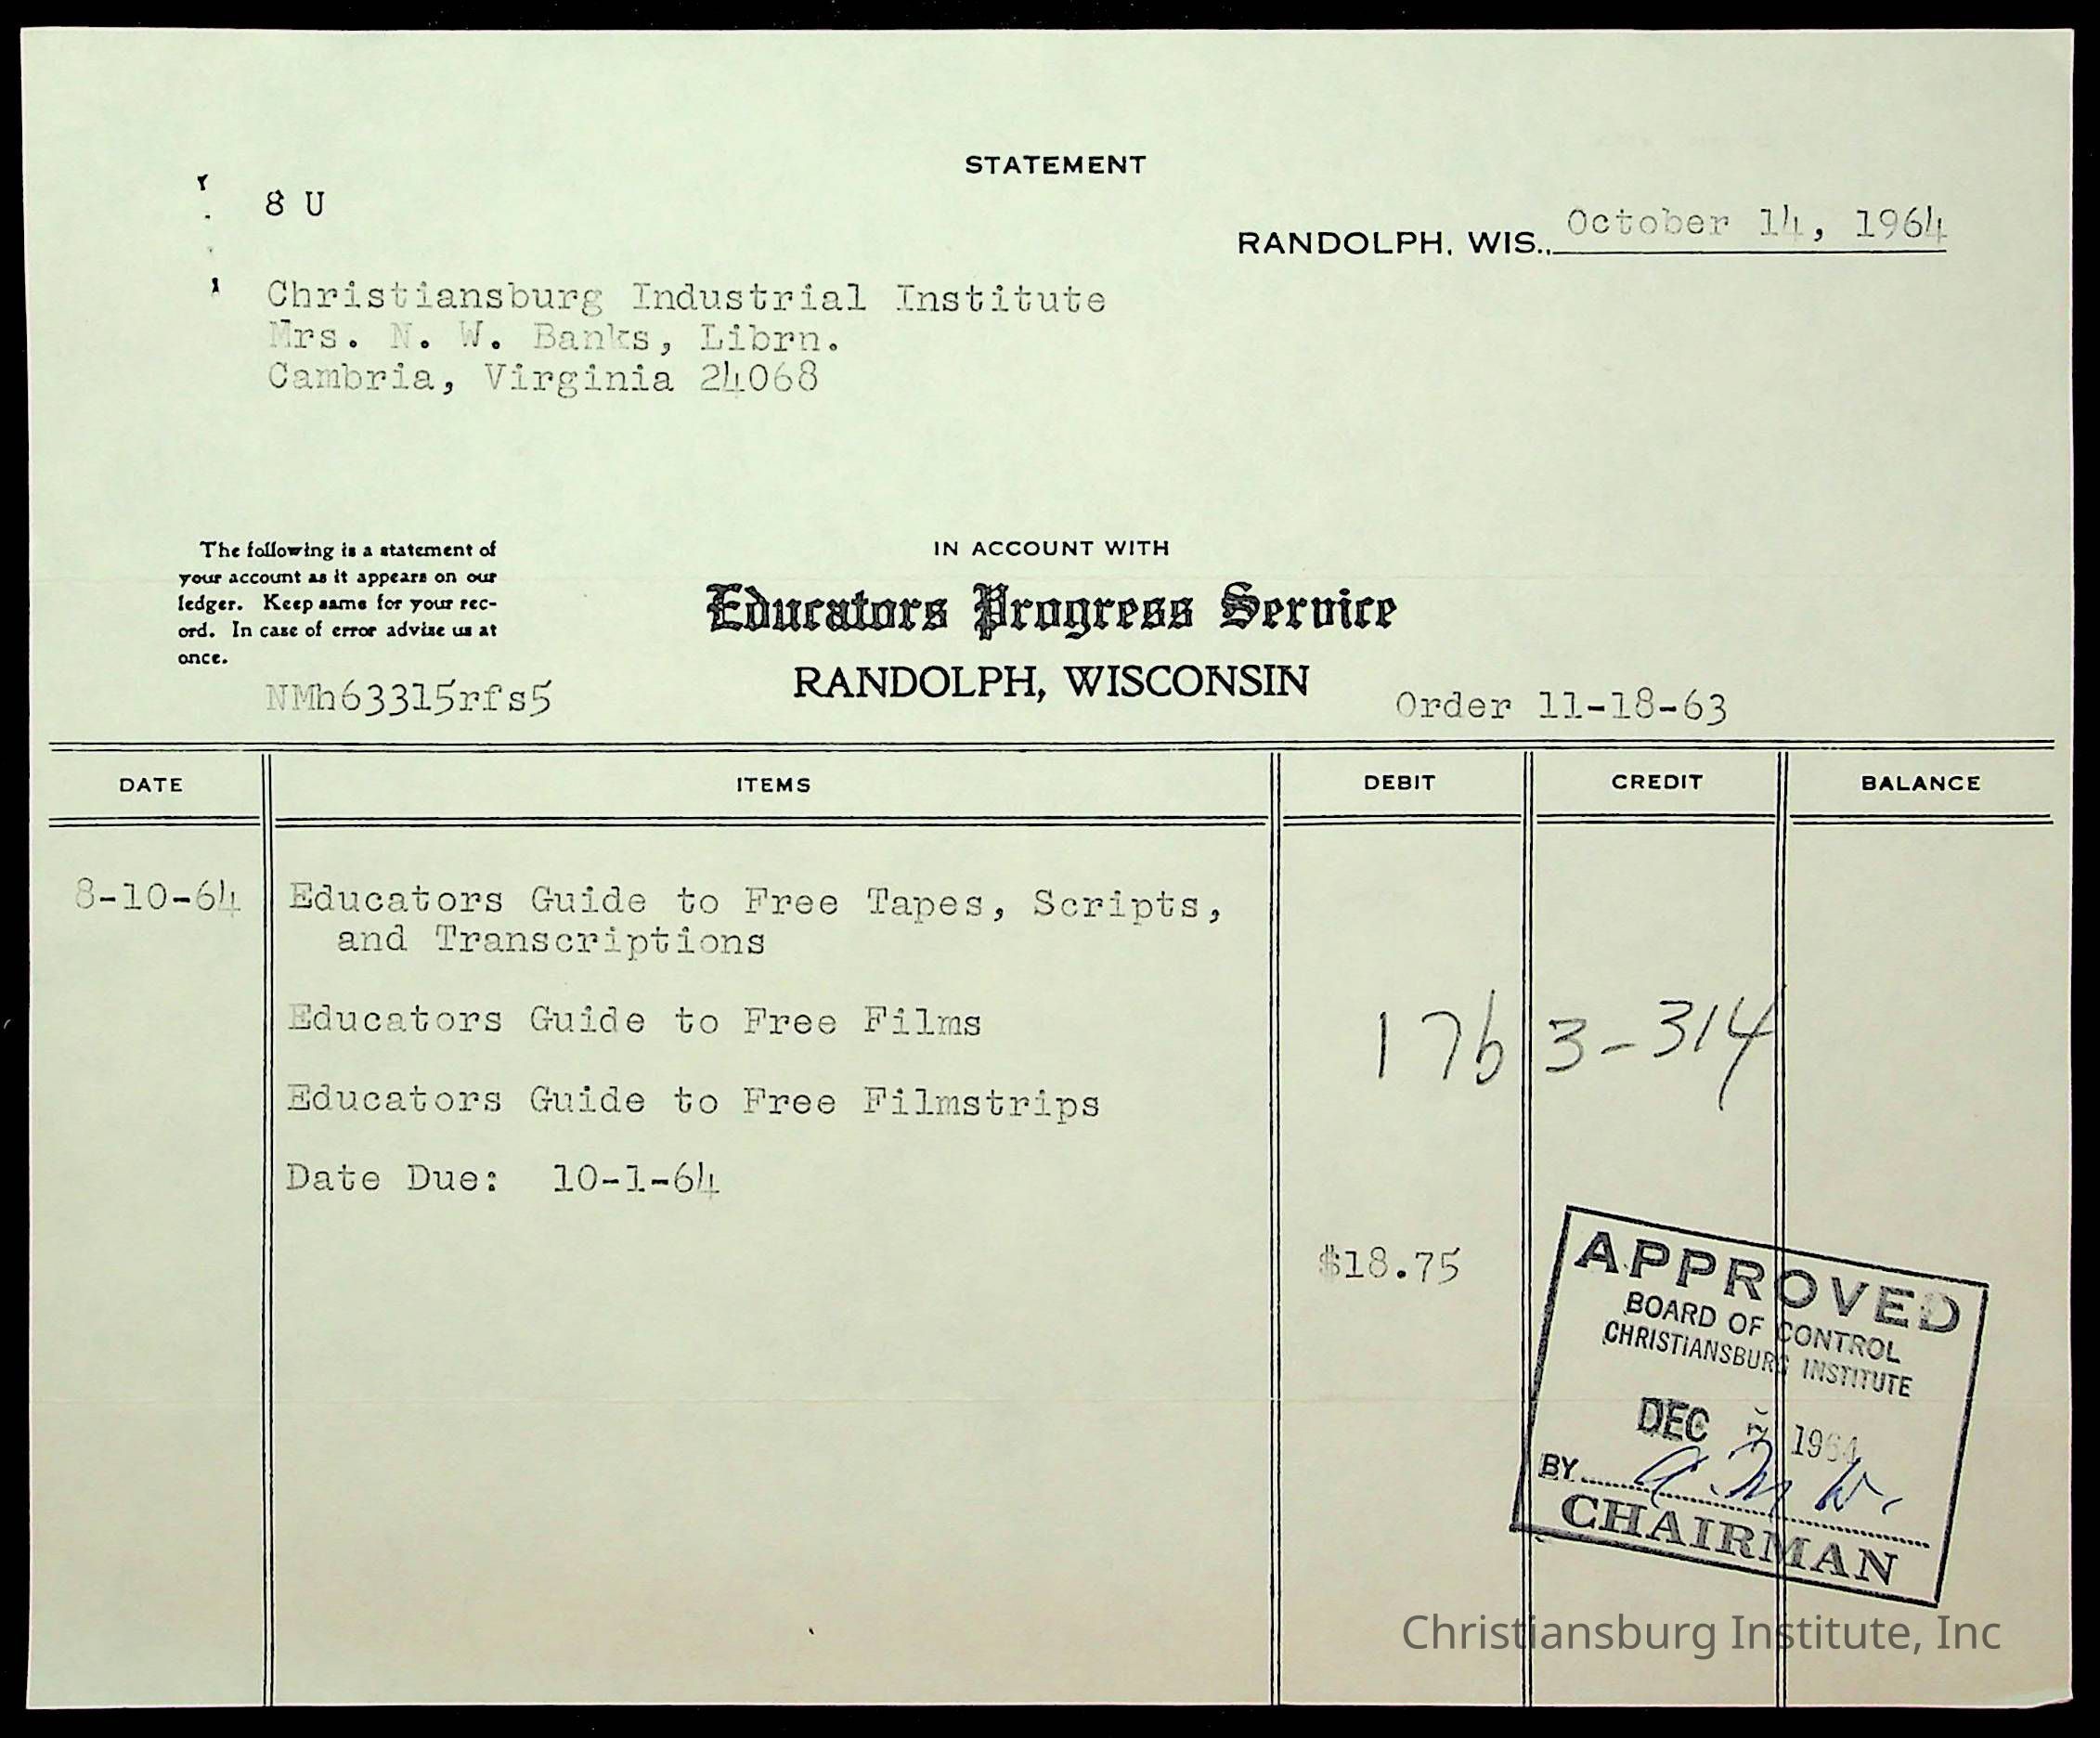 STATEMENT
8 U
RANDOLPH, WIS., October 14, 1964
Christiansburg Industrial Institute
Mrs. N. W. Banks, Librn.
Cambria, Virginia 24068
The following is a statement of
your account as it appears on our
ledger. Keep same for your rec-
ord. In case of error advise us at
once.
IN ACCOUNT WITH
Educators Progress Service
RANDOLPH, WISCONSIN
NMh63315rfs5
Order 11-18-63
DATE ITEMS DEBIT CREDIT BALANCE
8-10-64 Educators Guide to Free Tapes, Scripts,
and Transcriptions
Educators Guide to Free Films
176 3-314
Educators Guide to Free Filmstrips
Date Due: 10-1-64
$18.75
APPROVED
BOARD OF CONTROL
CHRISTIANSBURG INSTITUTE
DEC 7 1964
BY
CHAIRMAN
Christiansburg Institute, Inc